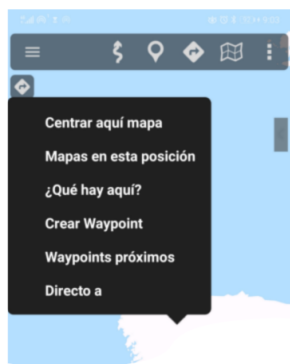 Centrar aquí mapa
Mapas en esta posición
¿Qué hay aquí?
Crear Waypoint
Waypoints próximos
Directo a